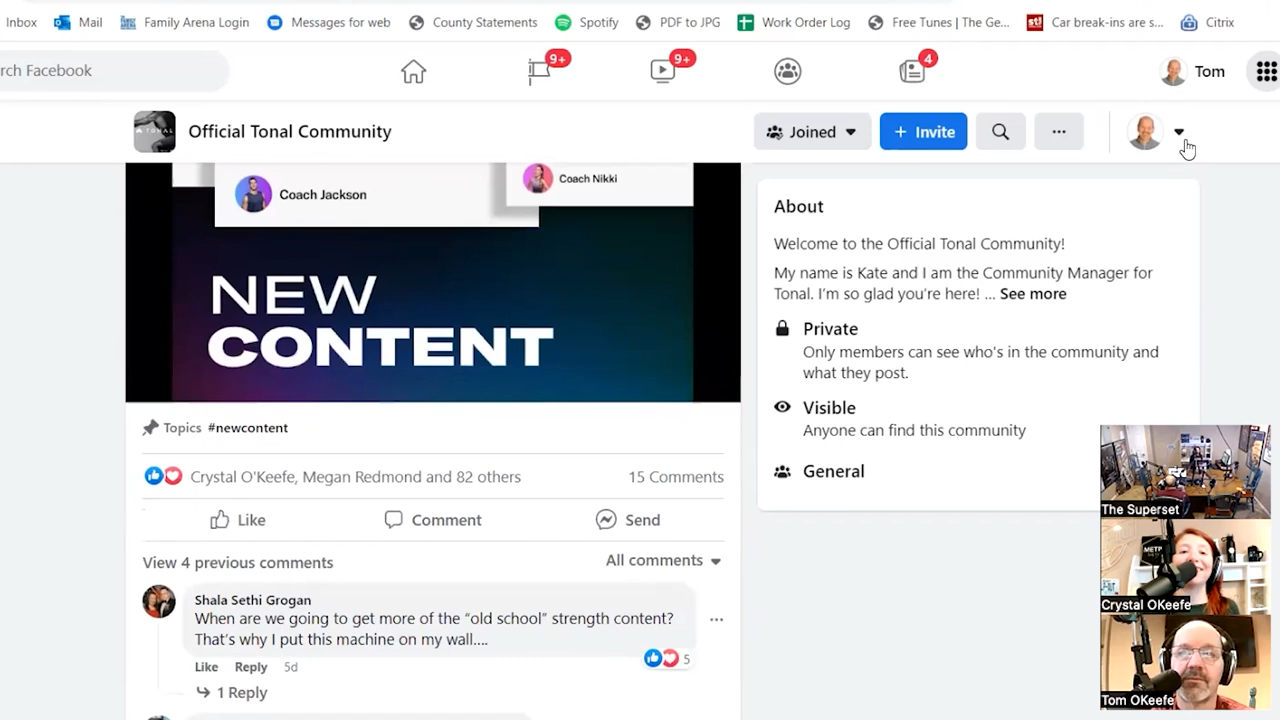 Inbox Mail Family Arena Login Messages for web County Statements Spotify PDF to JPG Work Order Log Free Tunes | The Ge... stl Car break-ins are s... Citrix
rch Facebook 9+ 9+ 4 Tom
TONAL Official Tonal Community Joined + Invite ...
Coach Jackson
Coach Nikki
NEW
CONTENT
Topics #newcontent
Crystal O'Keefe, Megan Redmond and 82 others 15 Comments
Like Comment Send
View 4 previous comments All comments
Shala Sethi Grogan
When are we going to get more of the “old school” strength content?
That's why I put this machine on my wall....
Like Reply 5d 5
1 Reply
About
Welcome to the Official Tonal Community!
My name is Kate and I am the Community Manager for
Tonal. I'm so glad you're here! ... See more
Private
Only members can see who's in the community and
what they post.
Visible
Anyone can find this community
General
The Superset
METP
Crystal OKeefe
Tom OKeefe